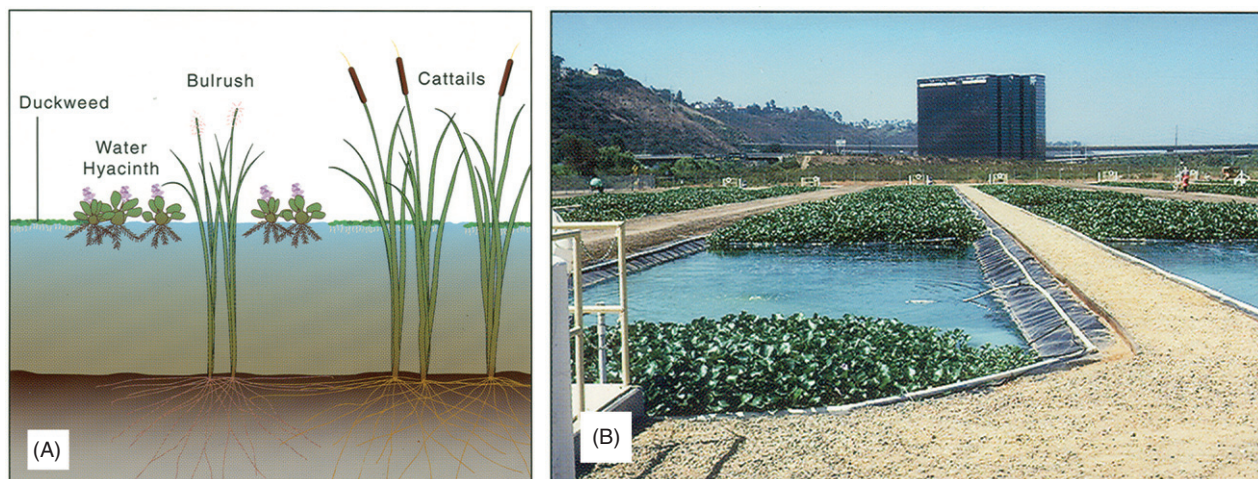 Duckweed
Water
Hyacinth
Bulrush
Cattails
(A)
(B)